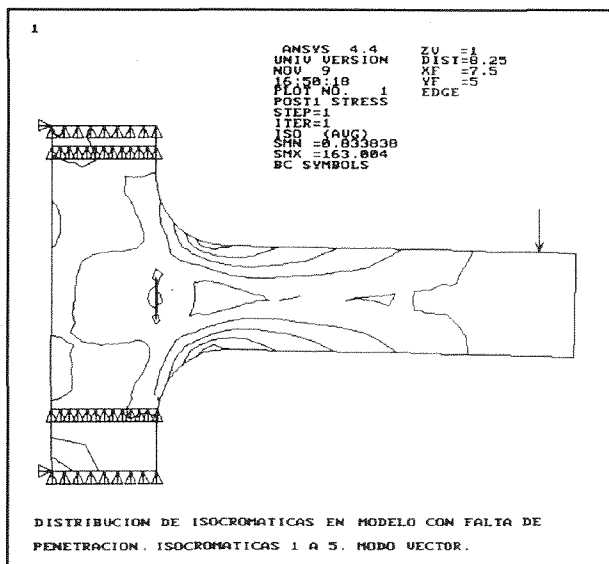 1
ANSYS 4.4
UNIV VERSION
NOV 9
16:50:18
PLOT NO. 1
POST1 STRESS
STEP=1
ITER=1
ISO (AVG)
SMN =0.833838
SMX =163.004
BC SYMBOLS
ZV =1
DIST=8.25
XF =7.5
YF =5
EDGE
DISTRIBUCION DE ISOCROMATICAS EN MODELO CON FALTA DE
PENETRACION. ISOCROMATICAS 1 A 5. MODO VECTOR.